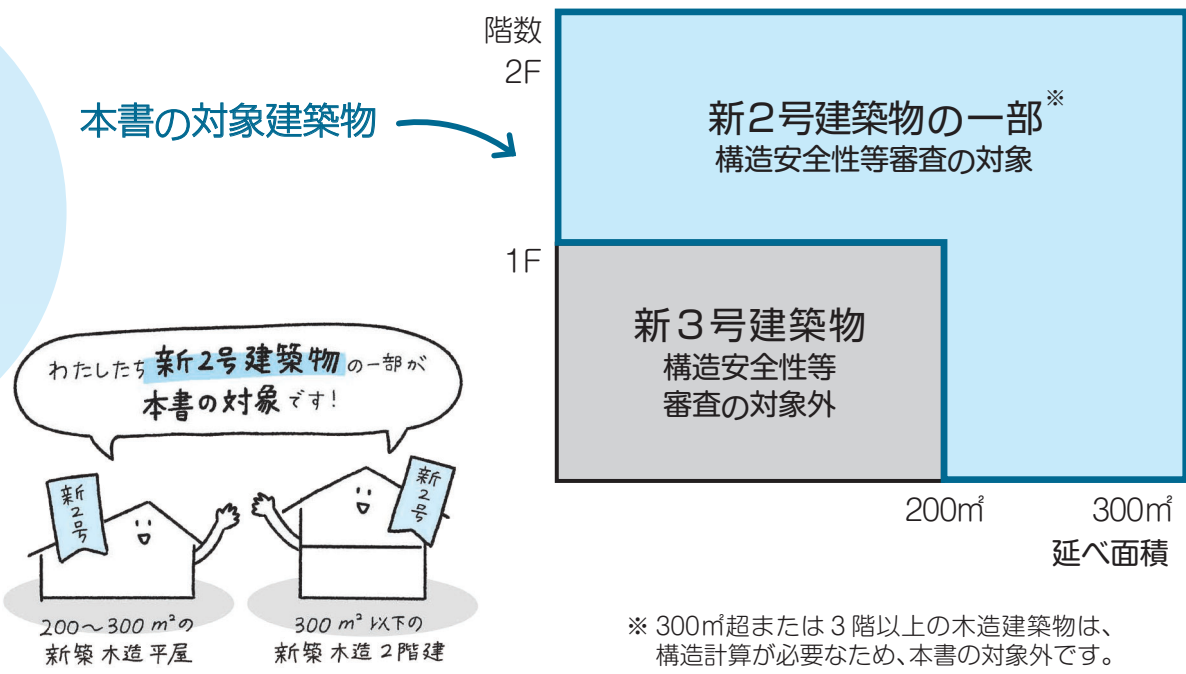 階数
2F
本書の対象建築物
新2号建築物の一部※
構造安全性等審査の対象
1F
新3号建築物
構造安全性等
審査の対象外
200㎡
300㎡
延べ面積
わたしたち新2号建築物の一部が
本書の対象です!
新2号
新2号
200～300m²の
新築木造平屋
300m²以下の
新築木造2階建
※300㎡超または3階以上の木造建築物は、
構造計算が必要なため、本書の対象外です。